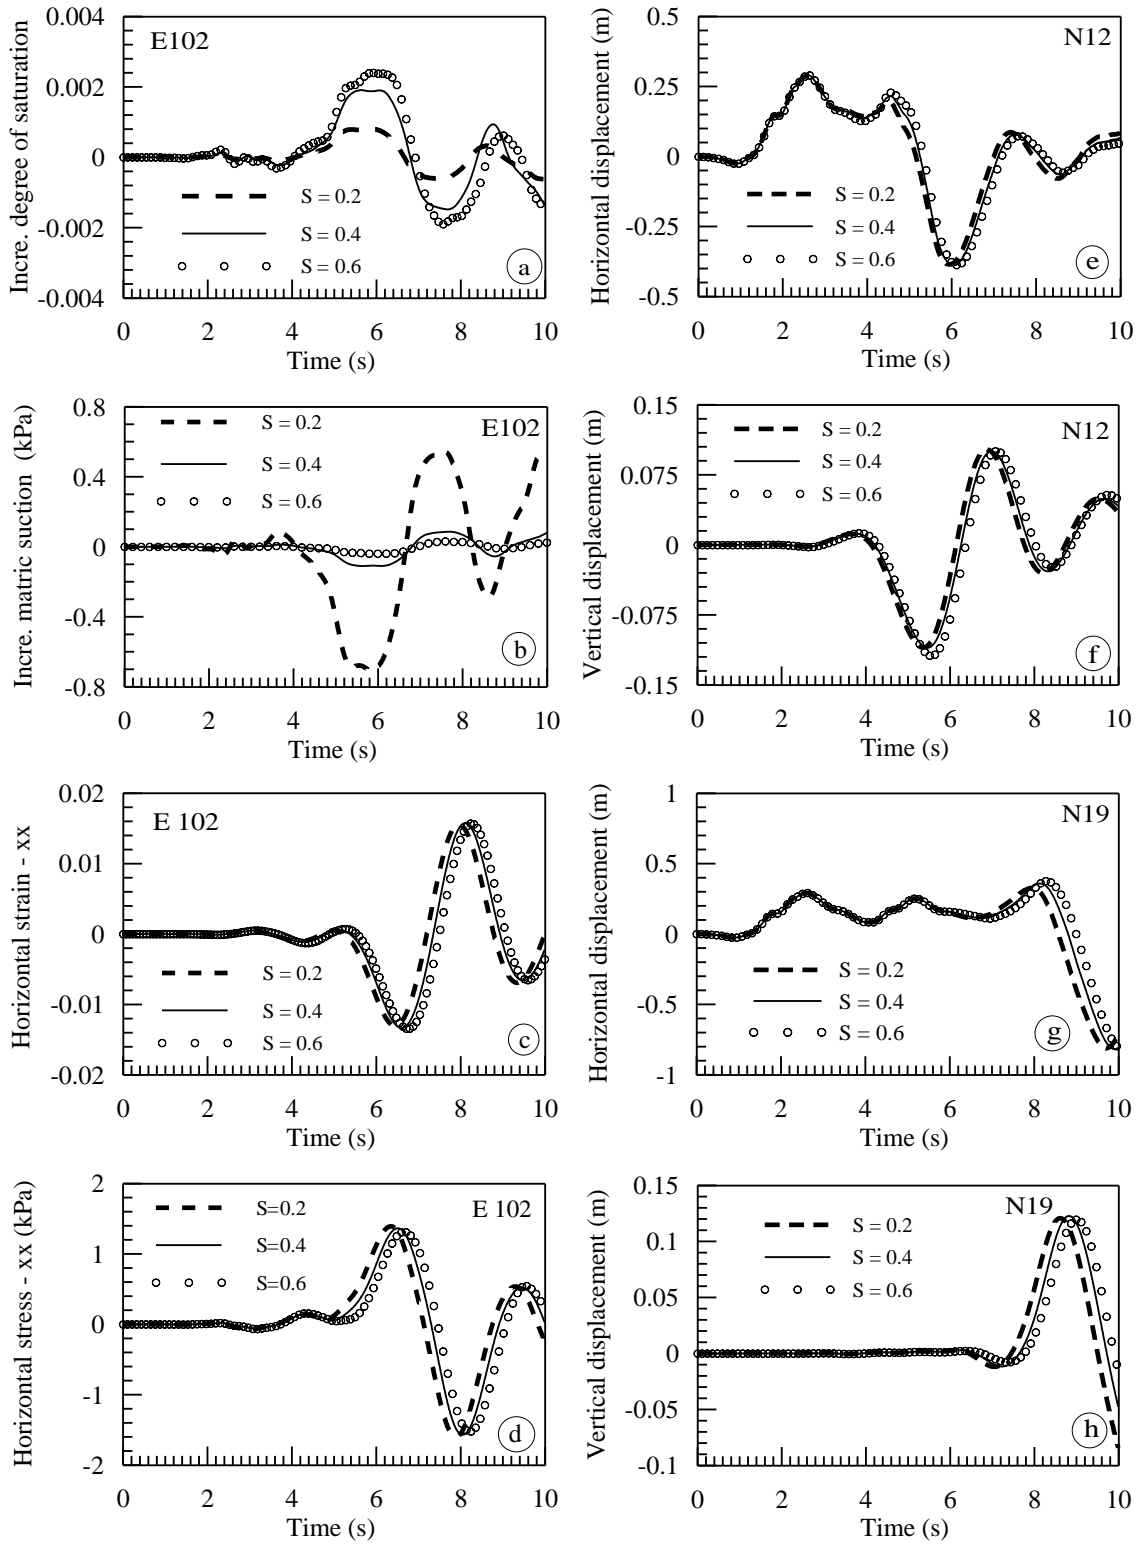 0.004
0.002
0
-0.002
-0.004
Incre. degree of saturation
E102
S = 0.2
S = 0.4
S = 0.6
a
0 2 4 6 8 10
Time (s)
0.5
0.25
0
-0.25
-0.5
Horizontal displacement (m)
N12
S = 0.2
S = 0.4
S = 0.6
e
0 2 4 6 8 10
Time (s)
0.8
0.4
0
-0.4
-0.8
Incre. matric suction (kPa)
S = 0.2
E102
S = 0.4
S = 0.6
b
0 2 4 6 8 10
Time (s)
0.15
0.075
0
-0.075
-0.15
Vertical displacement (m)
S = 0.2
N12
S = 0.4
S = 0.6
f
0 2 4 6 8 10
Time (s)
0.02
0.01
0
-0.01
-0.02
Horizontal strain - xx
E 102
S = 0.2
S = 0.4
S = 0.6
c
0 2 4 6 8 10
Time (s)
1
0.5
0
-0.5
-1
Horizontal displacement (m)
N19
S = 0.2
S = 0.4
S = 0.6
g
0 2 4 6 8 10
Time (s)
2
1
0
-1
-2
Horizontal stress - xx (kPa)
S=0.2
E 102
S=0.4
S=0.6
d
0 2 4 6 8 10
Time (s)
0.15
0.1
0.05
0
-0.05
-0.1
Vertical displacement (m)
N19
S = 0.2
S = 0.4
S = 0.6
h
0 2 4 6 8 10
Time (s)